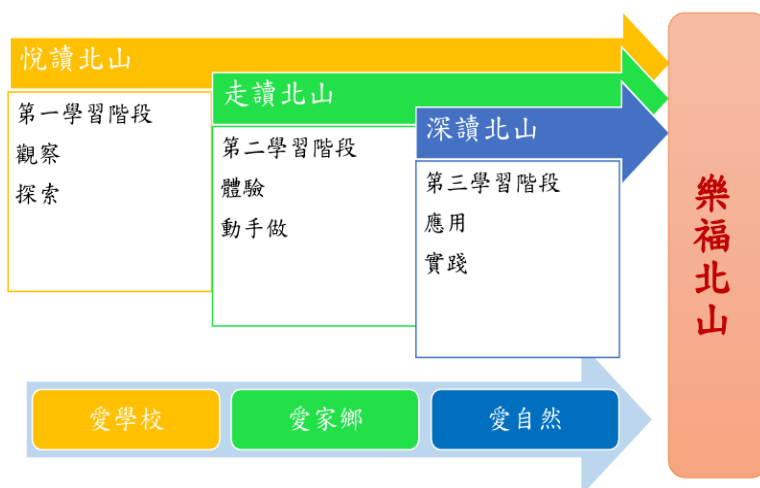 悅讀北山
第一學習階段
觀察
探索
走讀北山
第二學習階段
體驗
動手做
深讀北山
第三學習階段
應用
實踐
樂福北山
愛學校
愛家鄉
愛自然